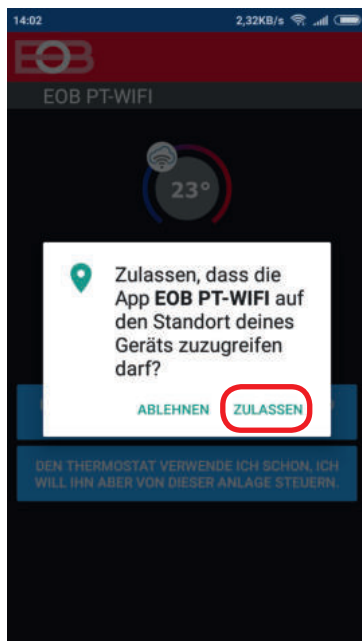 14:02 2,32KB/s
EOB
EOB PT-WIFI
23°
Zulassen, dass die
App EOB PT-WIFI auf
den Standort deines
Geräts zuzugreifen
darf?
ABLEHNEN ZULASSEN
DEN THERMOSTAT VERWENDE ICH SCHON, ICH
WILL IHN ABER VON DIESER ANLAGE STEUERN.